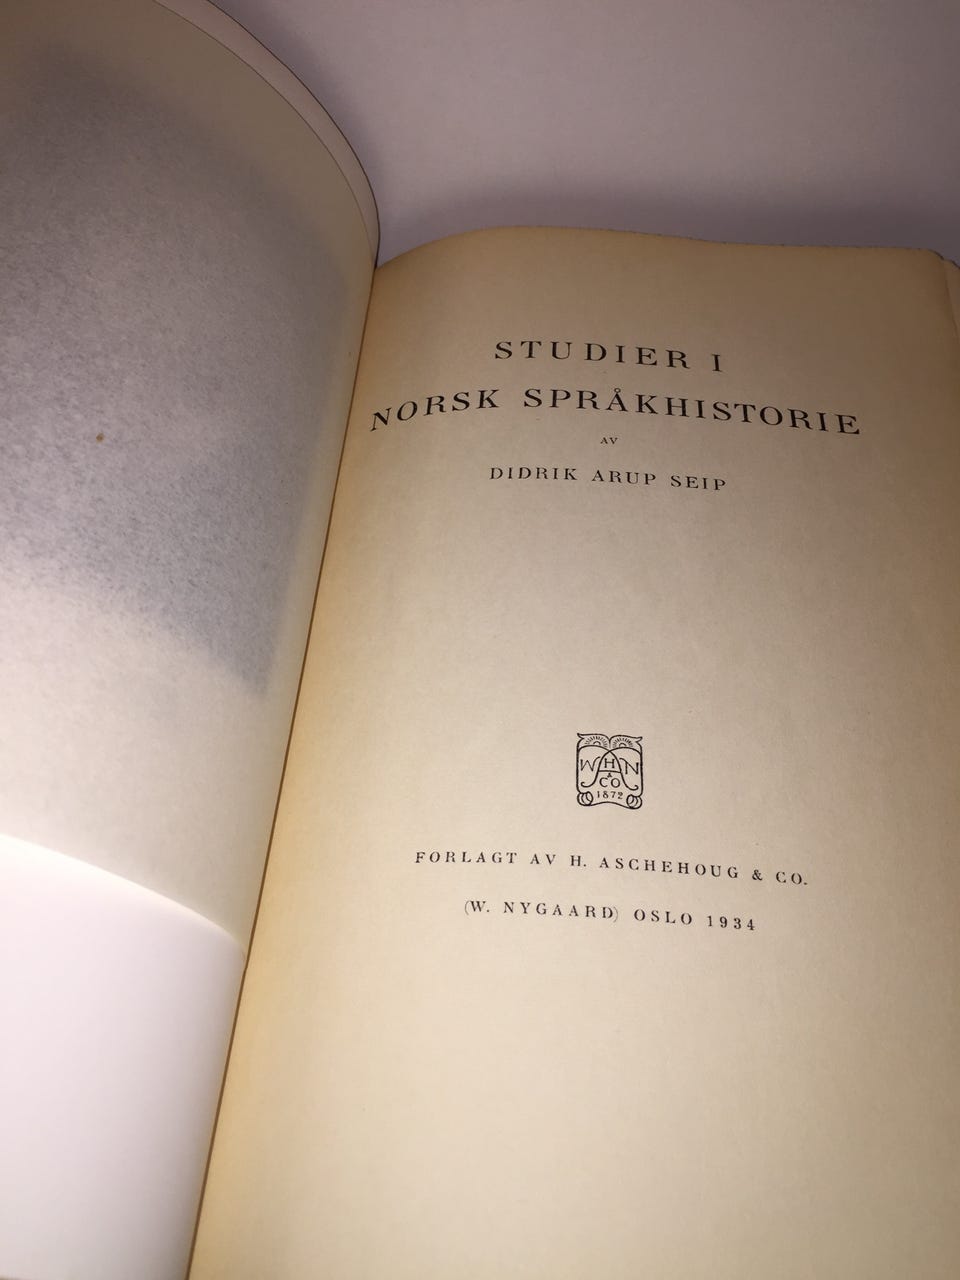 STUDIER I
NORSK SPRÅKHISTORIE
AV
DIDRIK ARUP SEIP
W H N
A
& CO
1872
FORLAGT AV H. ASCHEHOUG & CO.
(W. NYGAARD) OSLO 1934